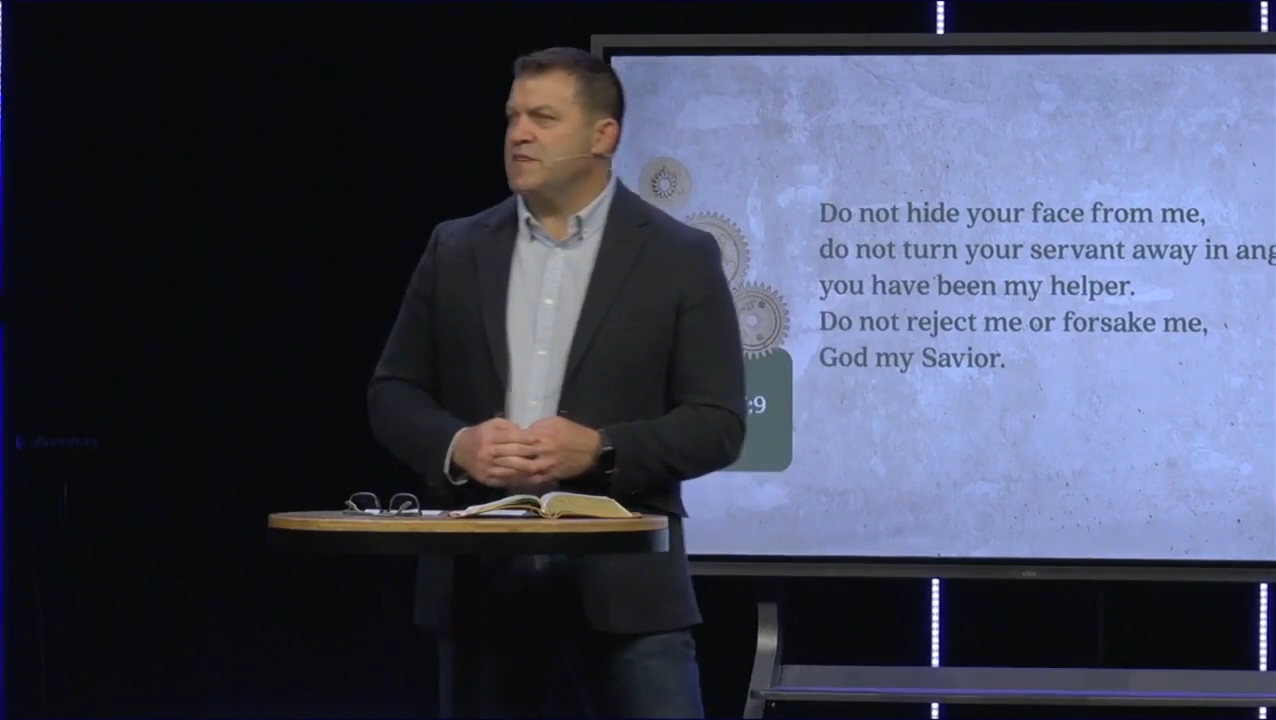 Do not hide your face from me,
do not turn your servant away in
you have been my helper.
Do not reject me or forsake me,
God my Savior.
:9